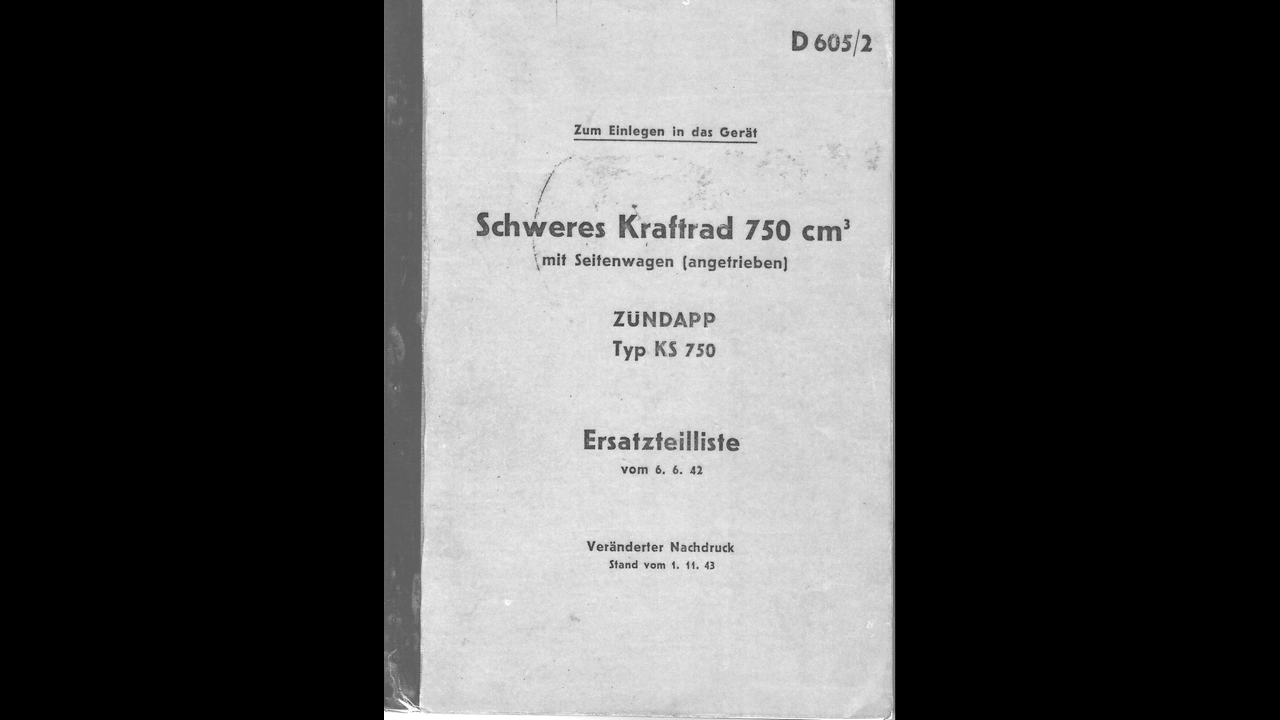 D 605/2
Zum Einlegen in das Gerät
Schweres Kraftrad 750 cm³
mit Seitenwagen (angetrieben)
ZÜNDAPP
Typ KS 750
Ersatzteilliste
vom 6. 6. 42
Veränderter Nachdruck
Stand vom 1. 11. 43